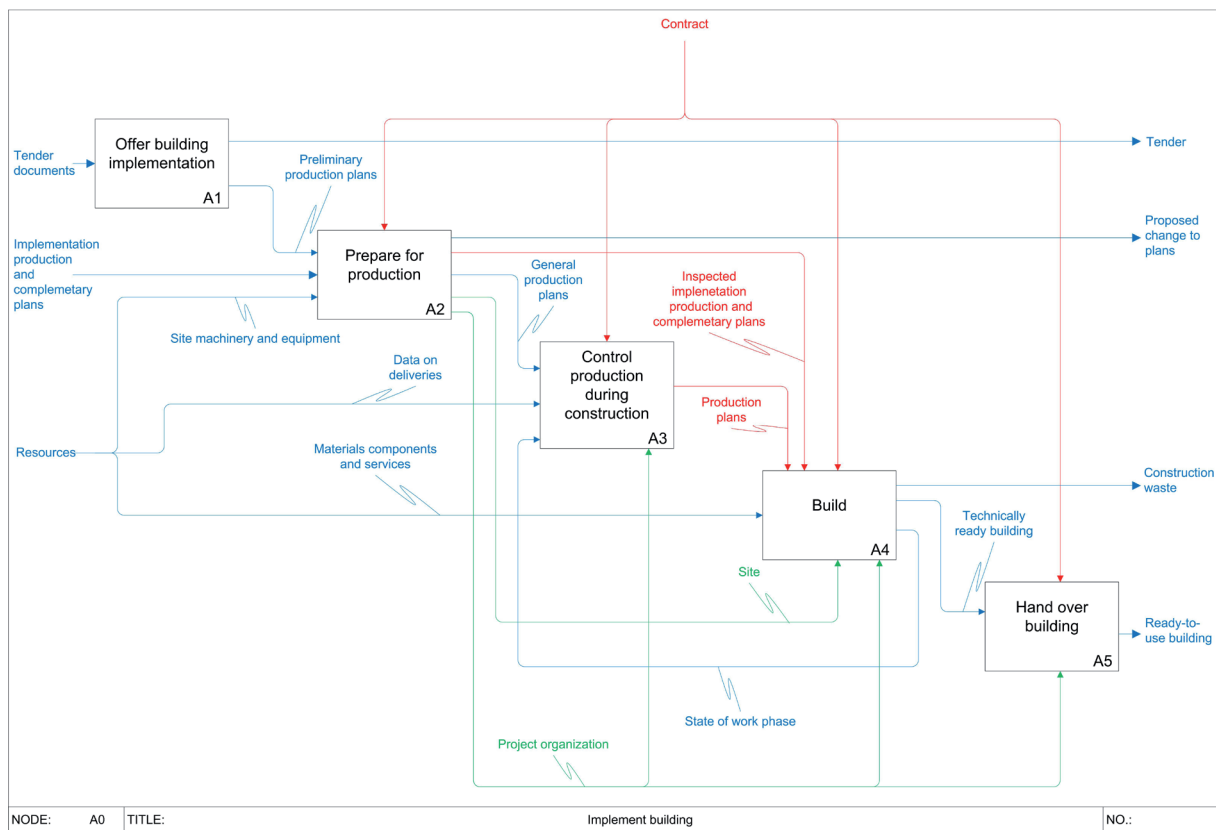 Contract
Offer building
implementation
A1
Tender
documents
Tender
Preliminary
production plans
Implementation
production
and
complemetary
plans
Prepare for
production
A2
Proposed
change to
plans
General
production
plans
Inspected
implenetation
production and
complemetary plans
Site machinery and equipment
Data on
deliveries
Control
production
during
construction
A3
Production
plans
Resources
Materials components
and services
Build
A4
Construction
waste
Technically
ready building
Site
Hand over
building
A5
Ready-to-
use building
State of work phase
Project organization
NODE: A0 TITLE: Implement building NO.: